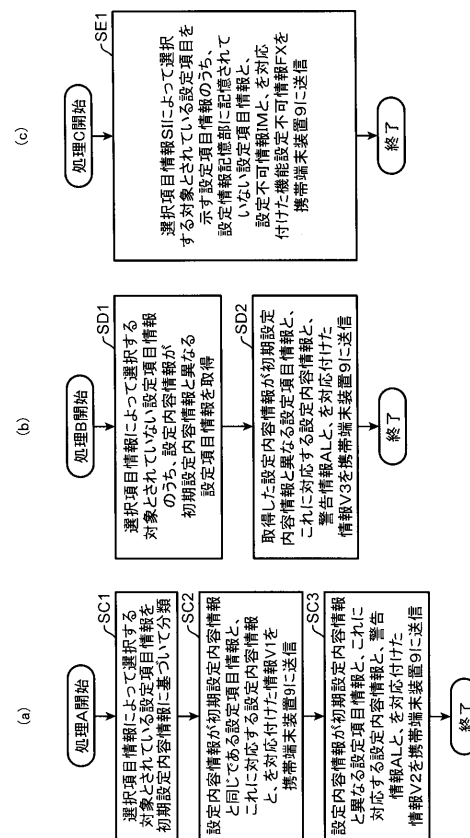 (a)
処理A開始
SC1
選択項目情報によって選択する
対象とされている設定項目情報を
初期設定内容情報に基づいて分類
SC2
設定内容情報が初期設定内容情報
と同じである設定項目情報と、
これに対応する設定内容情報
と、を対応付けた情報V1を
携帯端末装置9に送信
SC3
設定内容情報が初期設定内容情報
と異なる設定項目情報と、これに
対応する設定内容情報と、警告
情報ALと、を対応付けた
情報V2を携帯端末装置9に送信
終了
(b)
処理B開始
SD1
選択項目情報によって選択する
対象とされていない設定項目情報
のうち、設定内容情報が
初期設定内容情報と異なる
設定項目情報を取得
SD2
取得した設定内容情報が初期設定
内容情報と異なる設定項目情報と、
これに対応する設定内容情報と、
警告情報ALと、を対応付けた
情報V3を携帯端末装置9に送信
終了
(c)
処理C開始
SE1
選択項目情報SIによって選択
する対象とされている設定項目を
示す設定項目情報のうち、
設定情報記憶部に記憶されて
いない設定項目情報と、
設定不可情報IMと、を対応
付けた機能設定不可情報FXを
携帯端末装置9に送信
終了